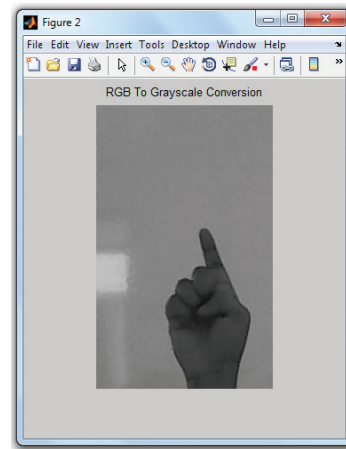 Figure 2
File Edit View Insert Tools Desktop Window Help
RGB To Grayscale Conversion